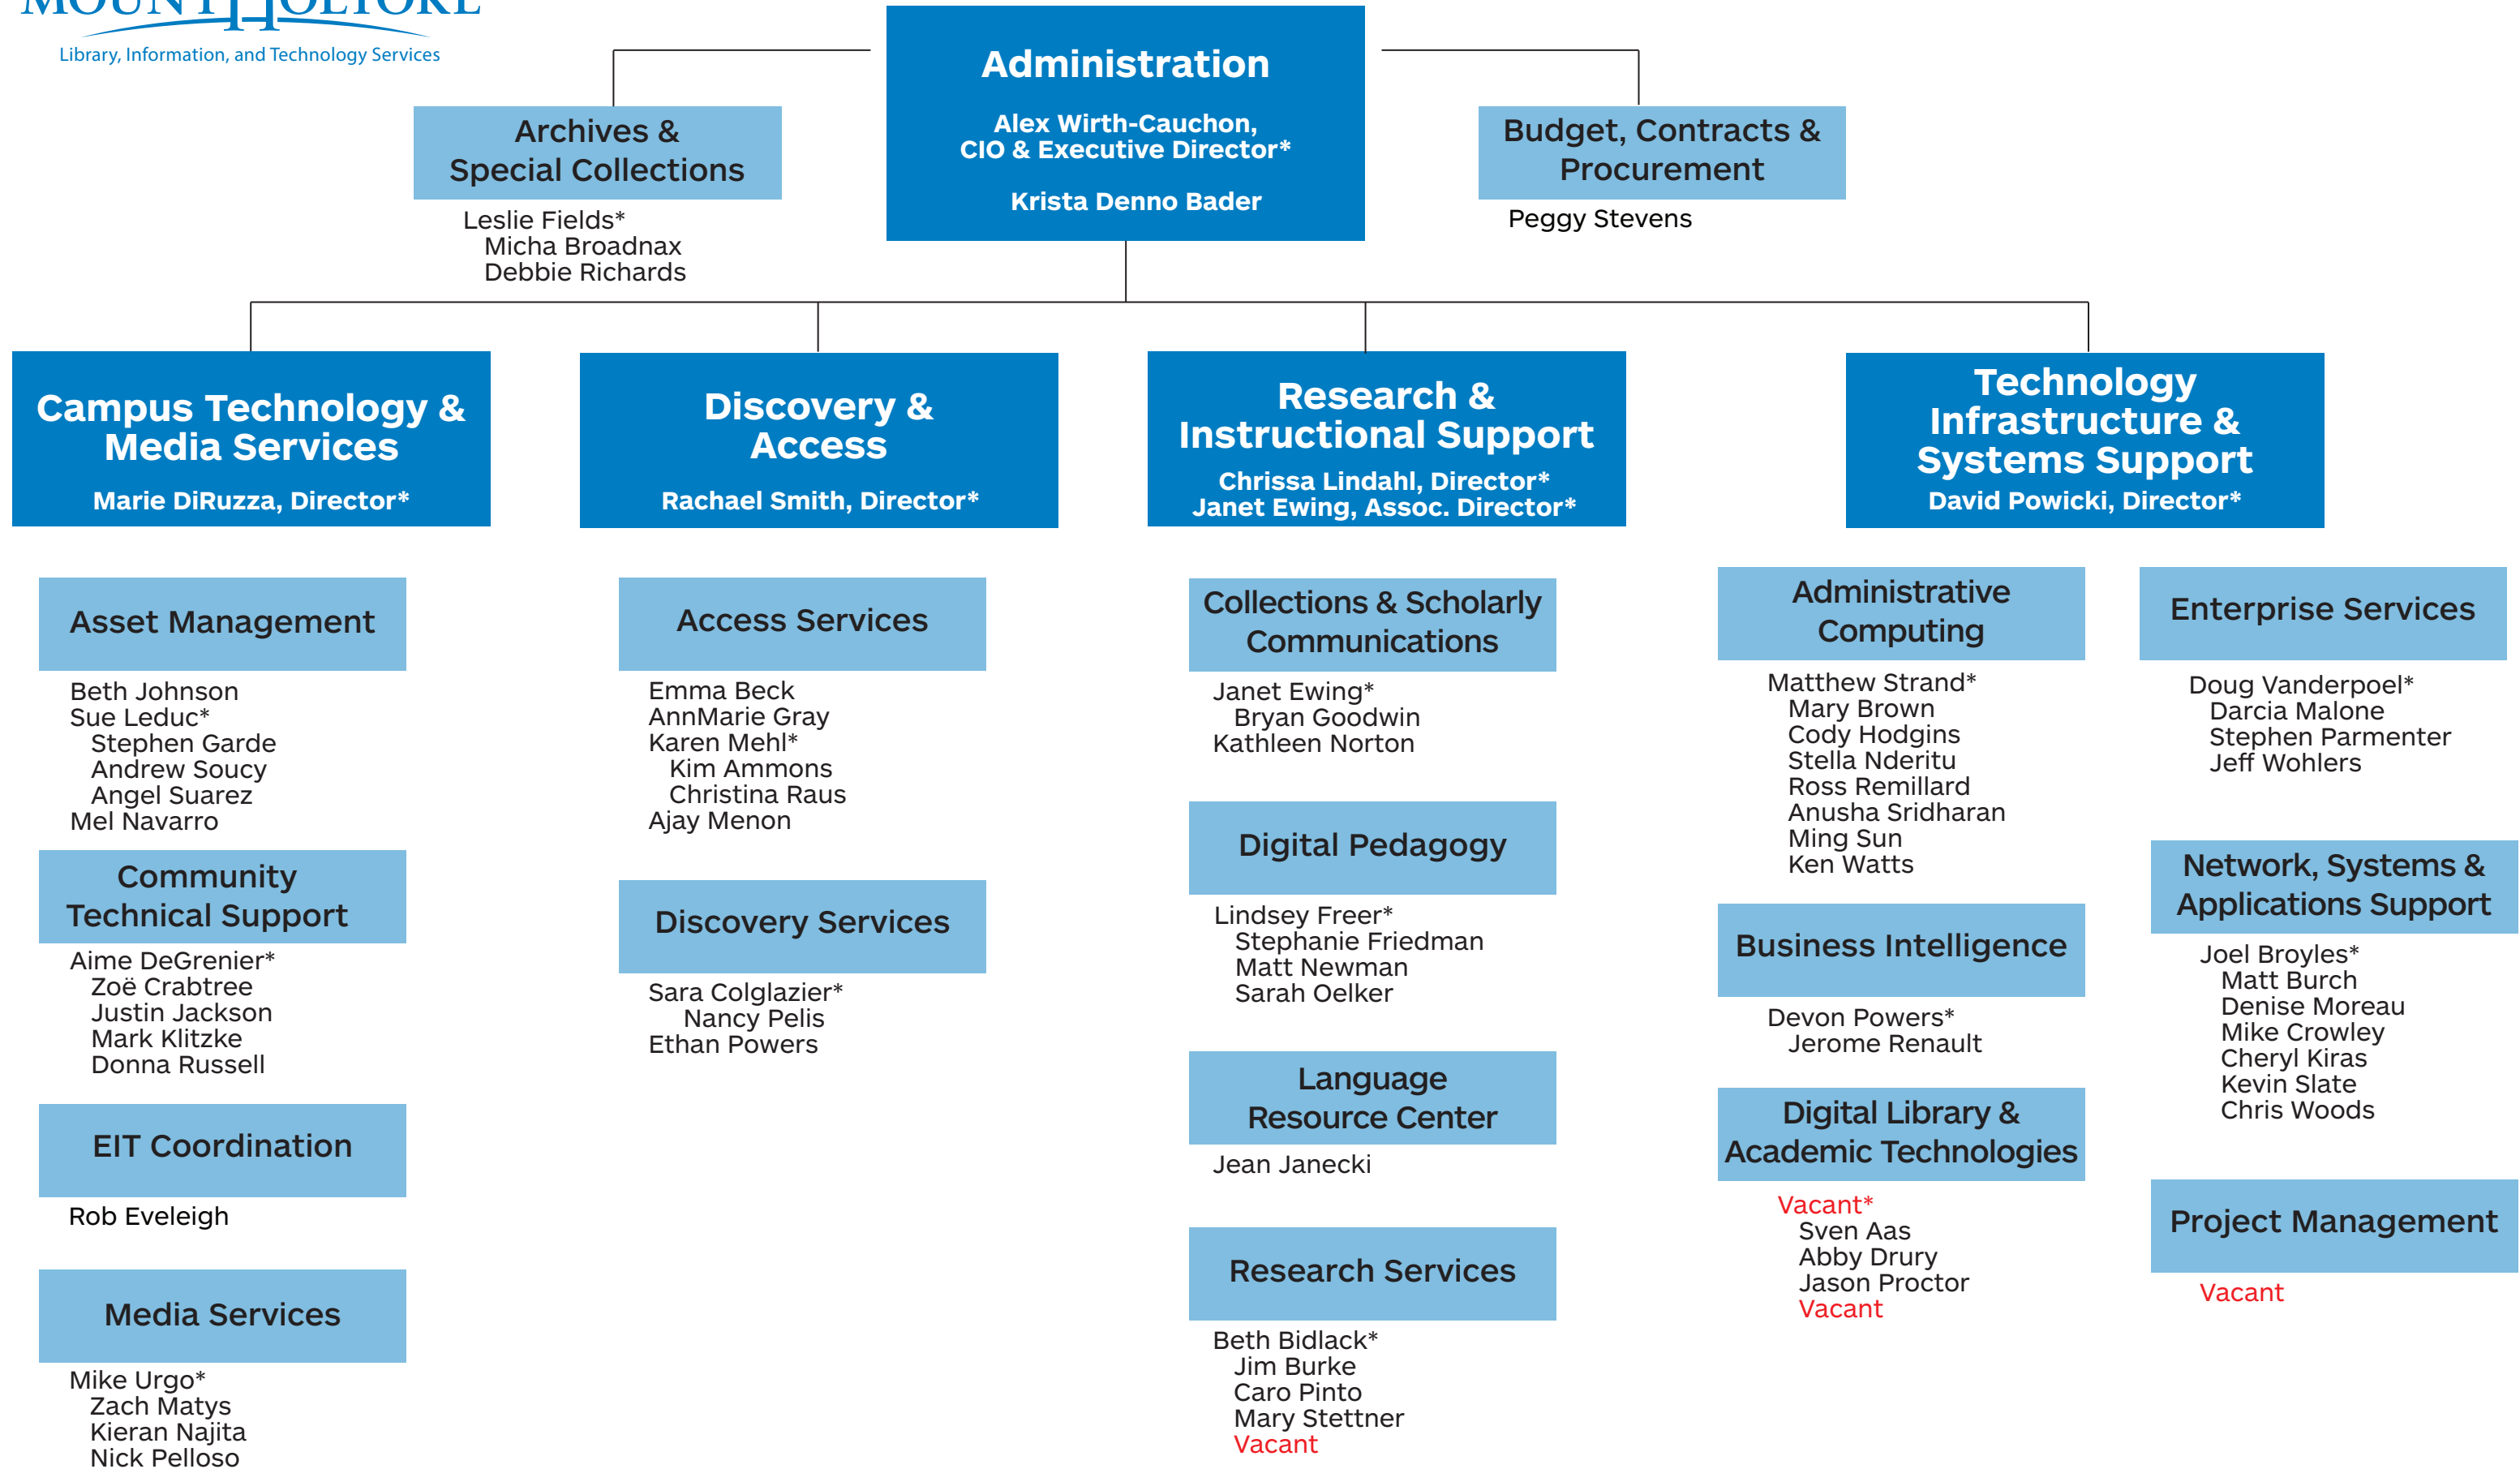 Library, Information, and Technology Services
Administration
Alex Wirth-Cauchon,
CIO & Executive Director*
Krista Denno Bader
Archives &
Special Collections
Leslie Fields*
Micha Broadnax
Debbie Richards
Budget, Contracts &
Procurement
Peggy Stevens
Campus Technology &
Media Services
Marie DiRuzza, Director*
Asset Management
Beth Johnson
Sue Leduc*
Stephen Garde
Andrew Soucy
Angel Suarez
Mel Navarro
Community
Technical Support
Aime DeGrenier*
Zoë Crabtree
Justin Jackson
Mark Klitzke
Donna Russell
EIT Coordination
Rob Eveleigh
Media Services
Mike Urgo*
Zach Matys
Kieran Najita
Nick Pelloso
Discovery &
Access
Rachael Smith, Director*
Access Services
Emma Beck
AnnMarie Gray
Karen Mehl*
Kim Ammons
Christina Raus
Ajay Menon
Discovery Services
Sara Colglazier*
Nancy Pelis
Ethan Powers
Research &
Instructional Support
Chrissa Lindahl, Director*
Janet Ewing, Assoc. Director*
Collections & Scholarly
Communications
Janet Ewing*
Bryan Goodwin
Kathleen Norton
Digital Pedagogy
Lindsey Freer*
Stephanie Friedman
Matt Newman
Sarah Oelker
Language
Resource Center
Jean Janecki
Research Services
Beth Bidlack*
Jim Burke
Caro Pinto
Mary Stettner
Vacant
Technology
Infrastructure &
Systems Support
David Powicki, Director*
Administrative
Computing
Matthew Strand*
Mary Brown
Cody Hodgins
Stella Nderitu
Ross Remillard
Anusha Sridharan
Ming Sun
Ken Watts
Business Intelligence
Devon Powers*
Jerome Renault
Digital Library &
Academic Technologies
Vacant*
Sven Aas
Abby Drury
Jason Proctor
Vacant
Enterprise Services
Doug Vanderpoel*
Darcia Malone
Stephen Parmenter
Jeff Wohlers
Network, Systems &
Applications Support
Joel Broyles*
Matt Burch
Denise Moreau
Mike Crowley
Cheryl Kiras
Kevin Slate
Chris Woods
Project Management
Vacant